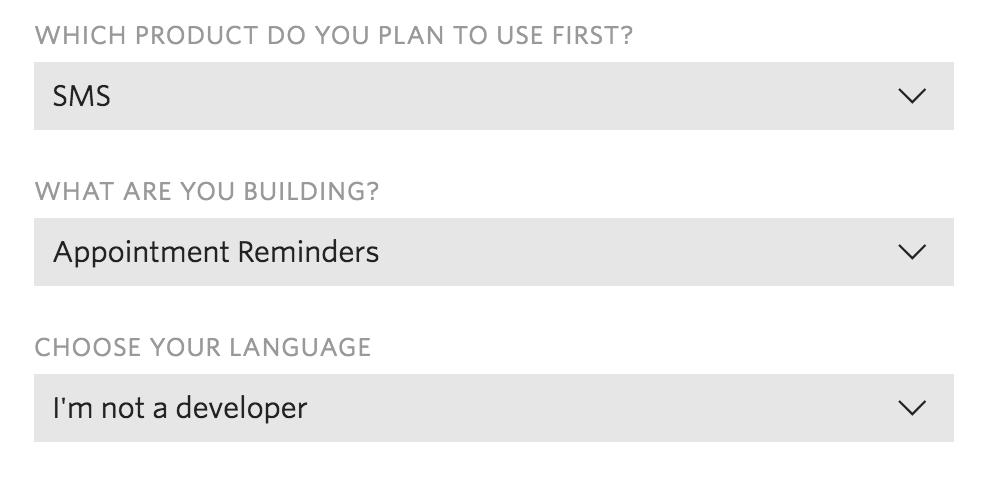 WHICH PRODUCT DO YOU PLAN TO USE FIRST?
SMS
WHAT ARE YOU BUILDING?
Appointment Reminders
CHOOSE YOUR LANGUAGE
I'm not a developer